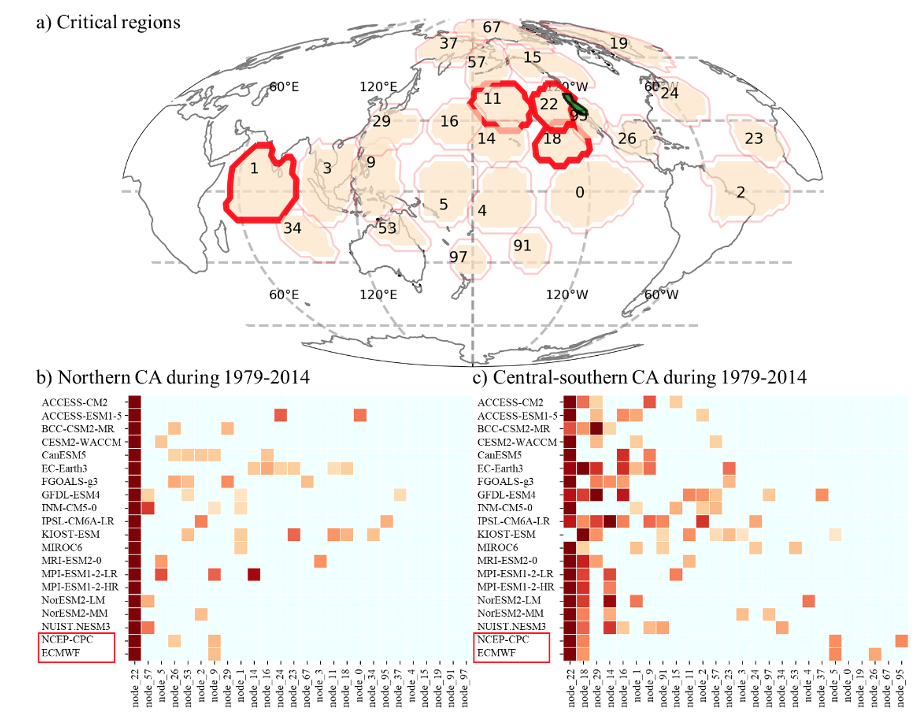 a) Critical regions
67
37
19
57
15
60°E
120°E
120°W
60°W
24
11
22
95
29
16
14
18
26
23
1
3
9
0
2
5
4
34
53
91
97
60°E
120°E
120°W
60°W
b) Northern CA during 1979-2014
ACCESS-CM2
ACCESS-ESM1-5
BCC-CSM2-MR
CESM2-WACCM
CanESM5
EC-Earth3
FGOALS-g3
GFDL-ESM4
INM-CM5-0
IPSL-CM6A-LR
KIOST-ESM
MIROC6
MRI-ESM2-0
MPI-ESM1-2-LR
MPI-ESM1-2-HR
NorESM2-LM
NorESM2-MM
NUIST.NESM3
NCEP-CPC
ECMWF
node_22
node_57
node_5
node_26
node_53
node_2
node_9
node_29
node_1
node_14
node_16
node_24
node_23
node_67
node_3
node_11
node_18
node_34
node_95
node_37
node_0
node_4
node_15
node_19
node_91
node_97
c) Central-southern CA during 1979-2014
ACCESS-CM2
ACCESS-ESM1-5
BCC-CSM2-MR
CESM2-WACCM
CanESM5
EC-Earth3
FGOALS-g3
GFDL-ESM4
INM-CM5-0
IPSL-CM6A-LR
KIOST-ESM
MIROC6
MRI-ESM2-0
MPI-ESM1-2-LR
MPI-ESM1-2-HR
NorESM2-LM
NorESM2-MM
NUIST.NESM3
NCEP-CPC
ECMWF
node_22
node_18
node_29
node_14
node_16
node_1
node_9
node_91
node_15
node_11
node_2
node_57
node_23
node_3
node_24
node_97
node_34
node_53
node_4
node_37
node_5
node_0
node_19
node_26
node_67
node_95